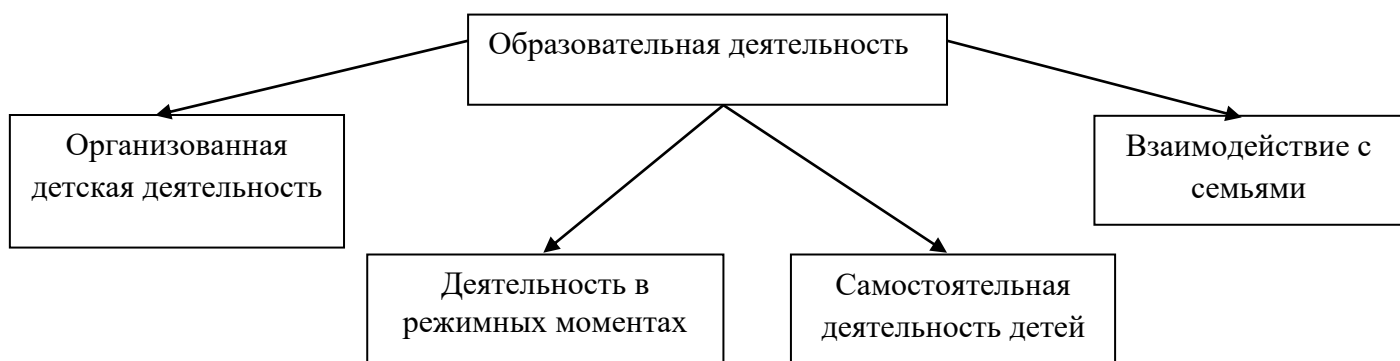 Образовательная деятельность
Организованная
детская деятельность
Взаимодействие с
семьями
Деятельность в
режимных моментах
Самостоятельная
деятельность детей